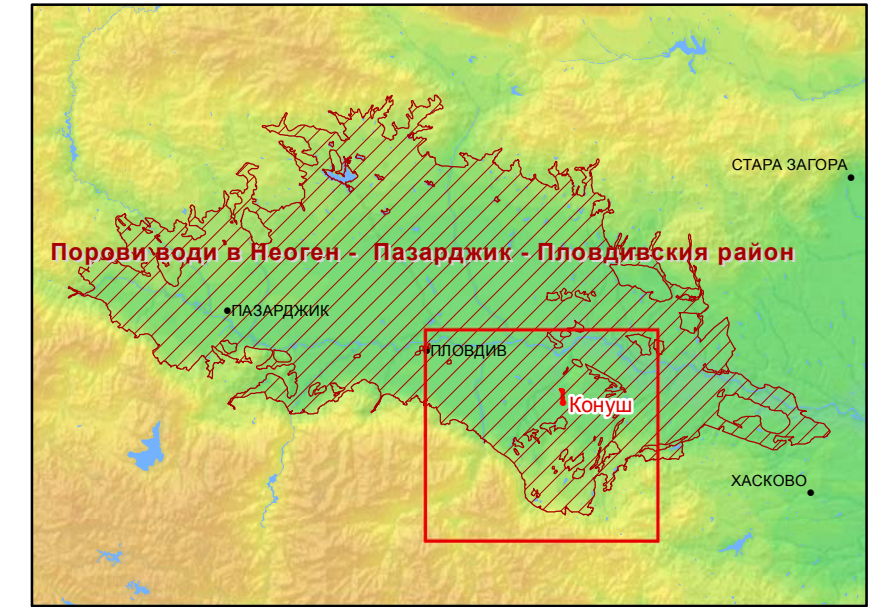 СТАРА ЗАГОРА
Порови води в Неоген -  Пазарджик - Пловдивския район
ПАЗАРДЖИК
ПЛОВДИВ
Конуш
ХАСКОВО